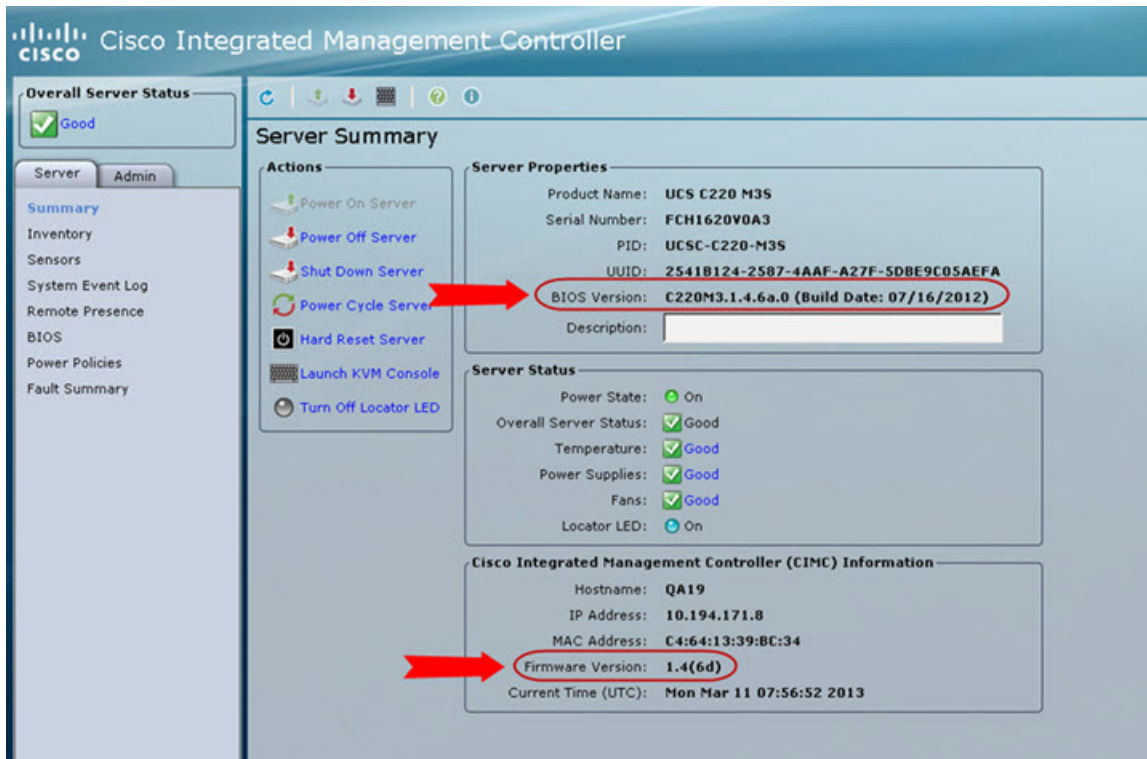 CISCO Cisco Integrated Management Controller
Overall Server Status
Good
Server Admin
Summary
Inventory
Sensors
System Event Log
Remote Presence
BIOS
Power Policies
Fault Summary
Server Summary
Actions
Power On Server
Power Off Server
Shut Down Server
Power Cycle Server
Hard Reset Server
Launch KVM Console
Turn Off Locator LED
Server Properties
Product Name: UCS C220 M3S
Serial Number: FCH1620V0A3
PID: UCSC-C220-M3S
UUID: 2541B124-2587-4AAF-A27F-5DBE9C05AEFA
BIOS Version: C220M3.1.4.6a.0 (Build Date: 07/16/2012)
Description:
Server Status
Power State: On
Overall Server Status: Good
Temperature: Good
Power Supplies: Good
Fans: Good
Locator LED: On
Cisco Integrated Management Controller (CIMC) Information
Hostname: QA19
IP Address: 10.194.171.8
MAC Address: C4:64:13:39:BC:34
Firmware Version: 1.4(6d)
Current Time (UTC): Mon Mar 11 07:56:52 2013